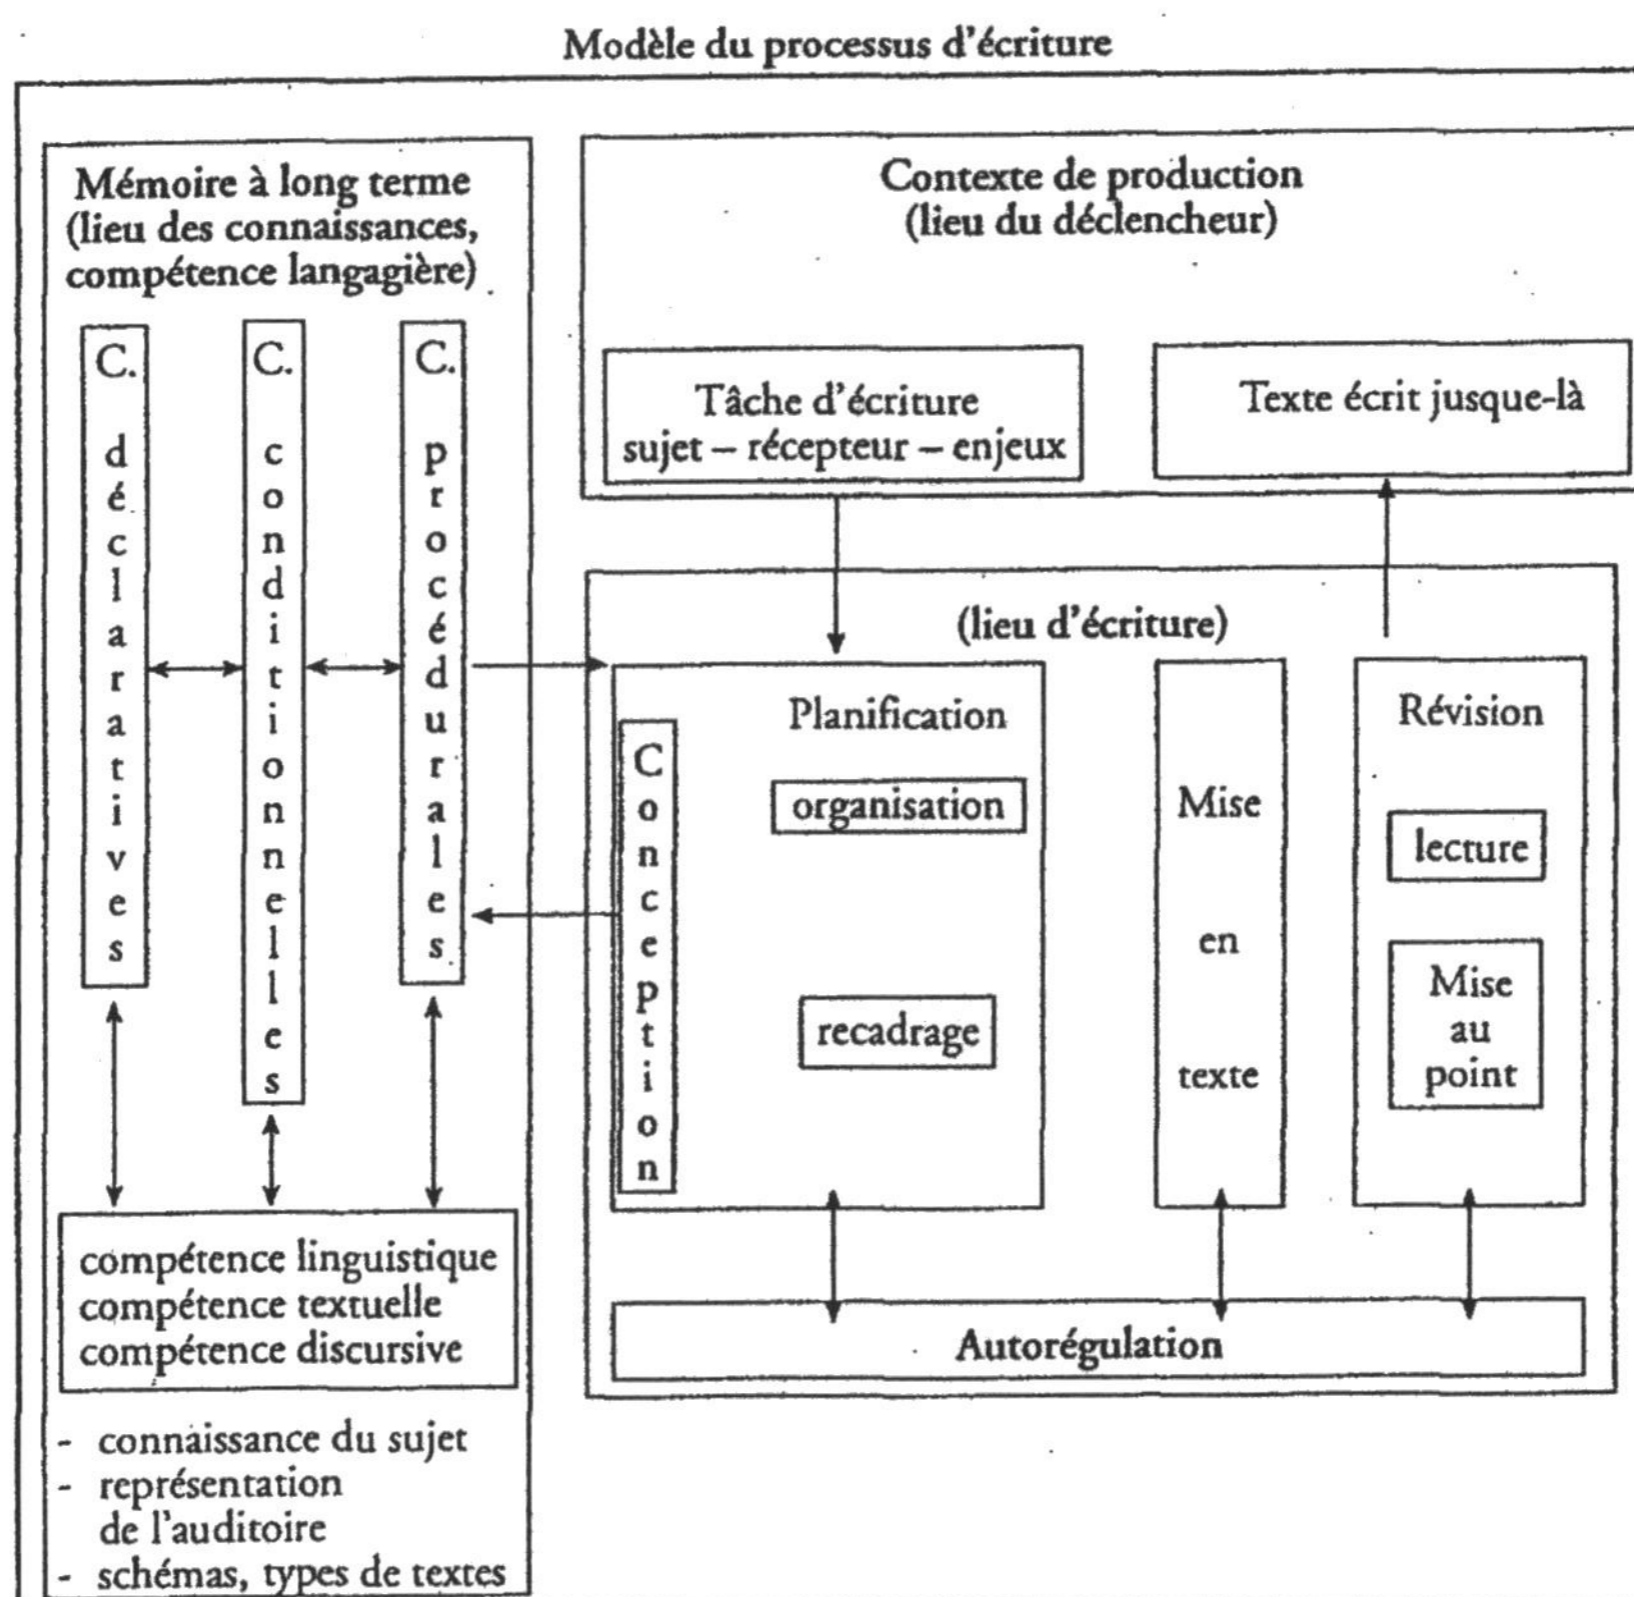 Modèle du processus d'écriture
Mémoire à long terme
(lieu des connaissances,
compétence langagière)
C. déclaratives
C. conditionnelles
C. procédurales
compétence linguistique
compétence textuelle
compétence discursive
- connaissance du sujet
- représentation
de l'auditoire
- schémas, types de textes
Contexte de production
(lieu du déclencheur)
Tâche d'écriture
sujet – récepteur – enjeux
Texte écrit jusque-là
(lieu d'écriture)
Conception
Planification
organisation
recadrage
Mise
en
texte
Révision
lecture
Mise
au
point
Autorégulation